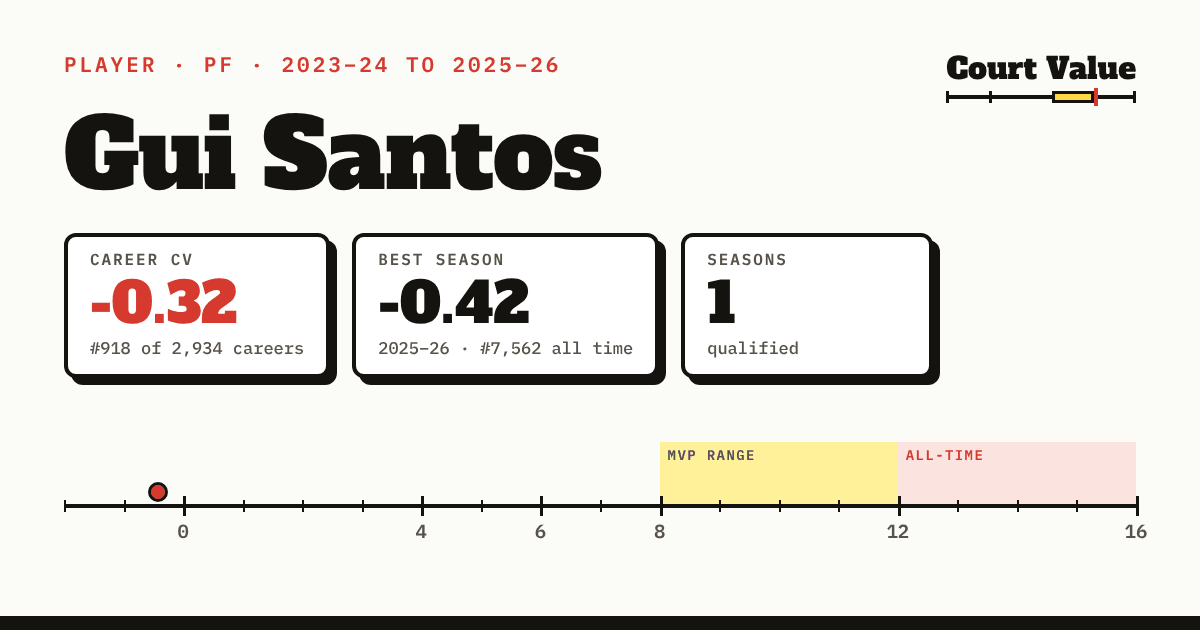 PLAYER · PF · 2023–24 TO 2025–26
Court Value
Gui Santos
CAREER CV
-0.32
#918 of 2,934 careers
BEST SEASON
-0.42
2025–26 · #7,562 all time
SEASONS
1
qualified
MVP RANGE
ALL-TIME
0 4 6 8 12 16